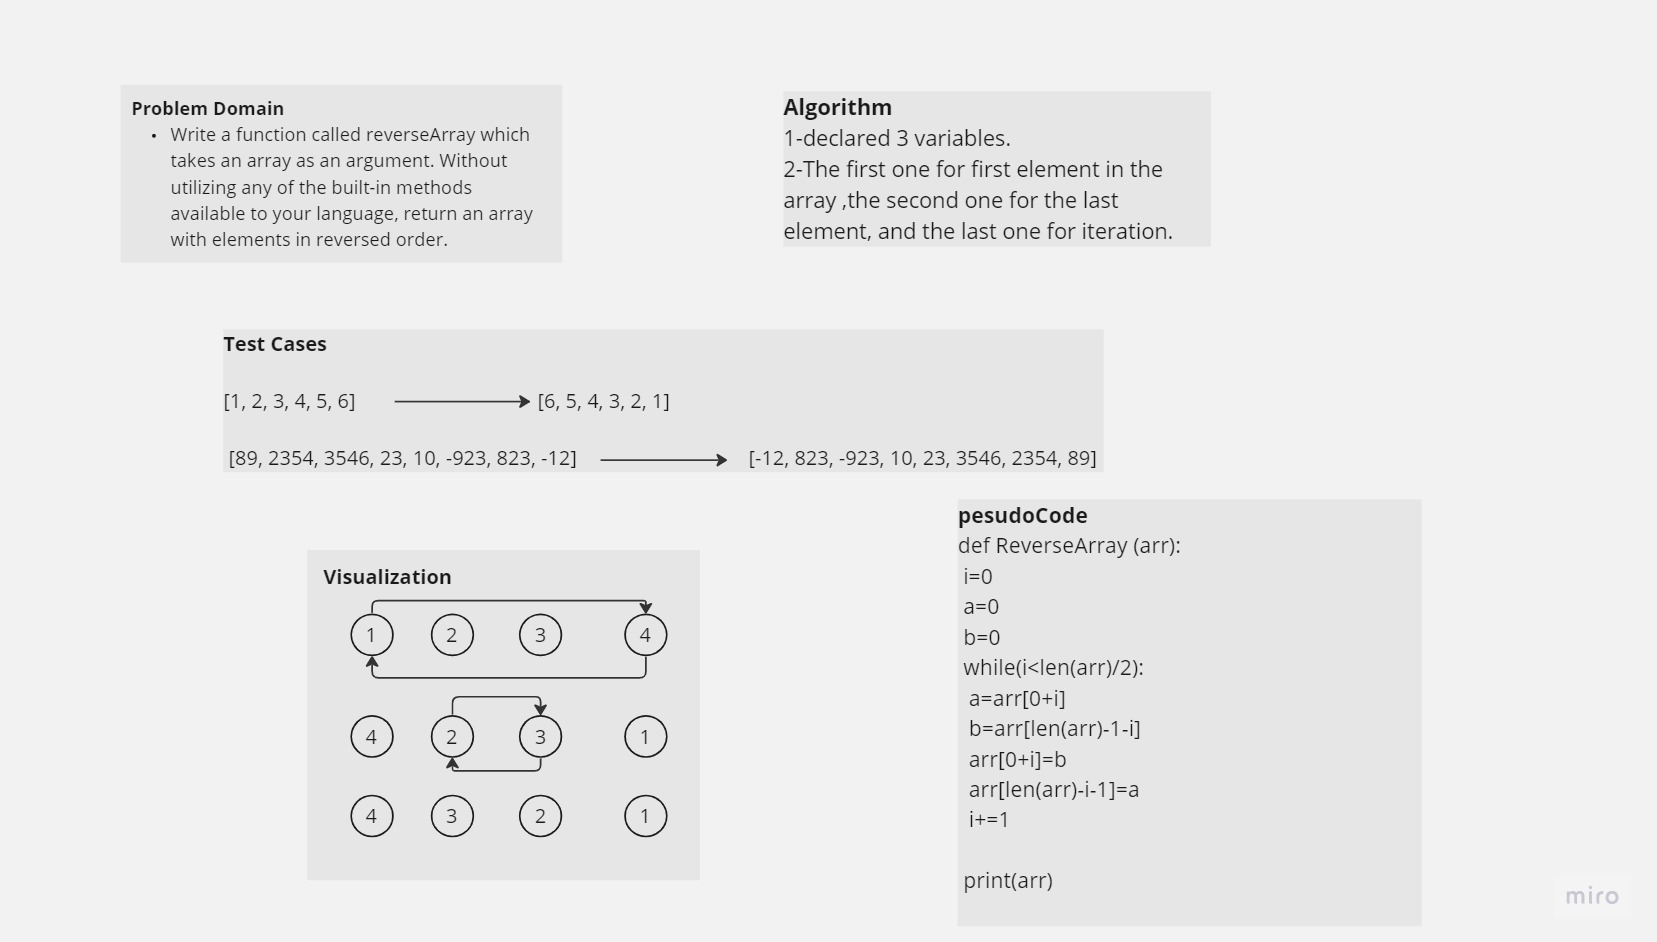 Problem Domain
• Write a function called reverseArray which
takes an array as an argument. Without
utilizing any of the built-in methods
available to your language, return an array
with elements in reversed order.
Algorithm
1-declared 3 variables.
2-The first one for first element in the
array ,the second one for the last
element, and the last one for iteration.
Test Cases
[1, 2, 3, 4, 5, 6] [6, 5, 4, 3, 2, 1]
[89, 2354, 3546, 23, 10, -923, 823, -12] [-12, 823, -923, 10, 23, 3546, 2354, 89]
Visualization
1 2 3 4
4 2 3 1
4 3 2 1
pesudoCode
def ReverseArray (arr):
i=0
a=0
b=0
while(i<len(arr)/2):
a=arr[0+i]
b=arr[len(arr)-1-i]
arr[0+i]=b
arr[len(arr)-i-1]=a
i+=1
print(arr)
miro